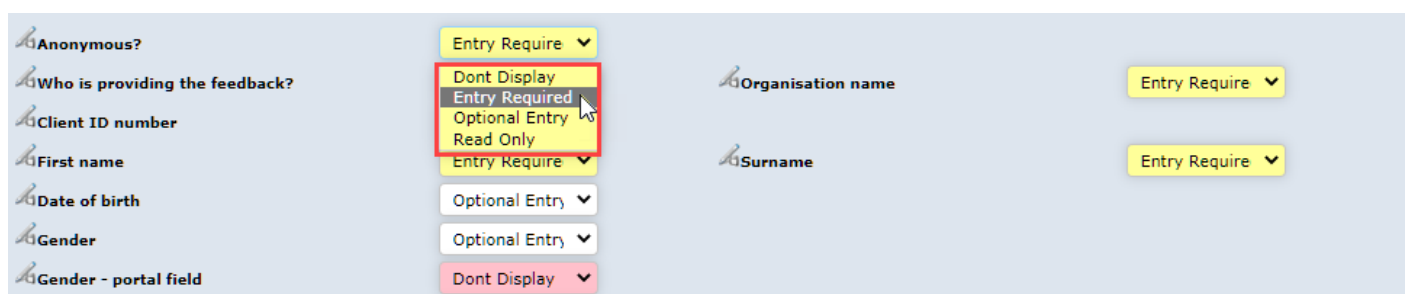 Anonymous? Entry Require
Who is providing the feedback? Dont Display Organisation name Entry Require
Entry Required
Client ID number Optional Entry
Read Only
First name Entry Require Surname Entry Require
Date of birth Optional Entry
Gender Optional Entry
Gender - portal field Dont Display